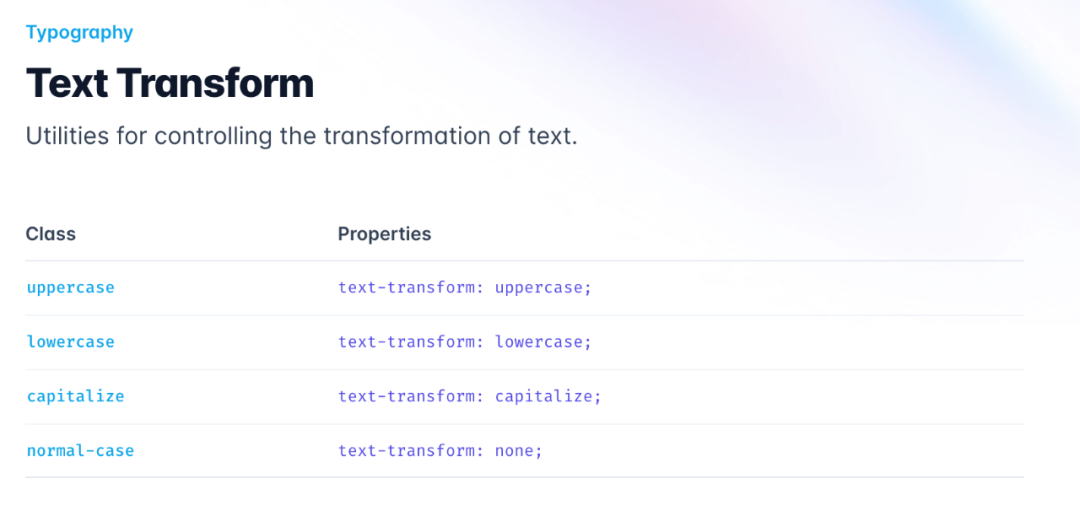 Typography
Text Transform
Utilities for controlling the transformation of text.
Class Properties
uppercase text-transform: uppercase;
lowercase text-transform: lowercase;
capitalize text-transform: capitalize;
normal-case text-transform: none;